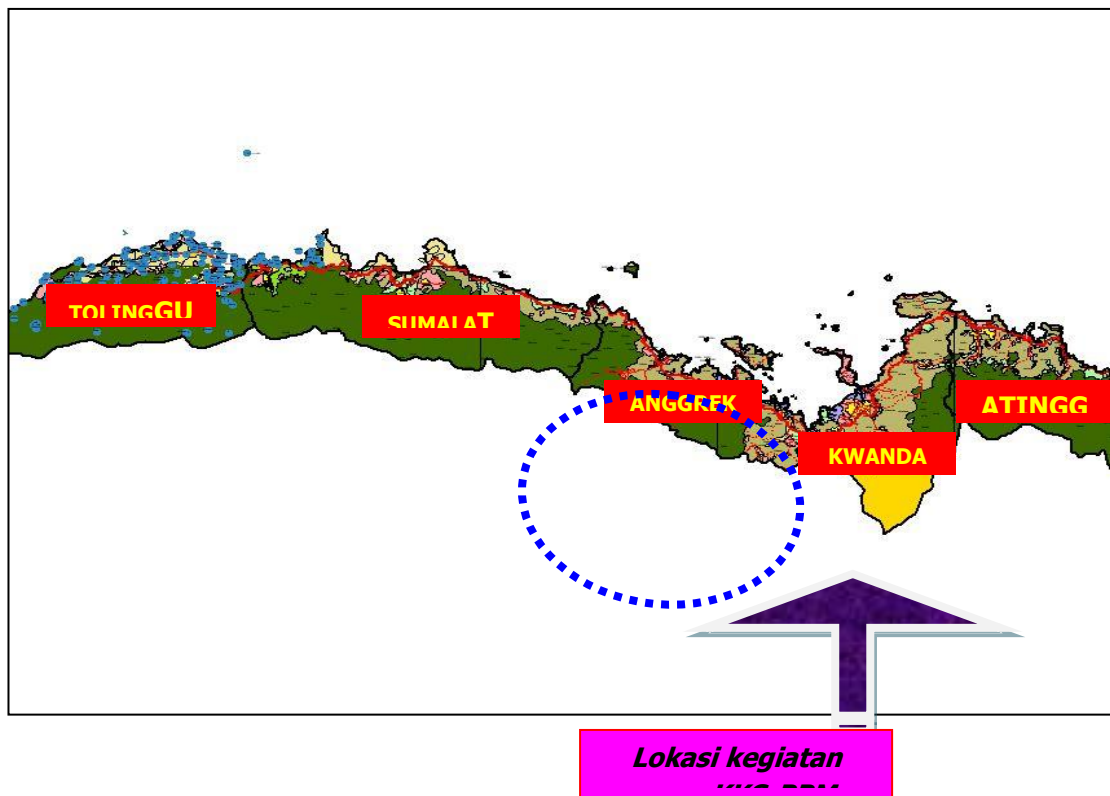 TOLINGGU
SUMALAT
ANGGREK
ATINGG
KWANDA
Lokasi kegiatan